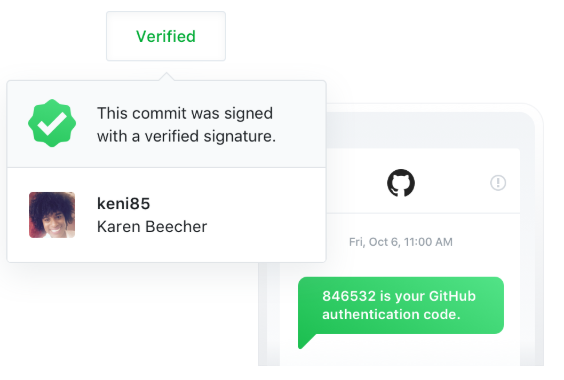 Verified
This commit was signed
with a verified signature.
keni85
Karen Beecher
Fri, Oct 6, 11:00 AM
846532 is your GitHub
authentication code.